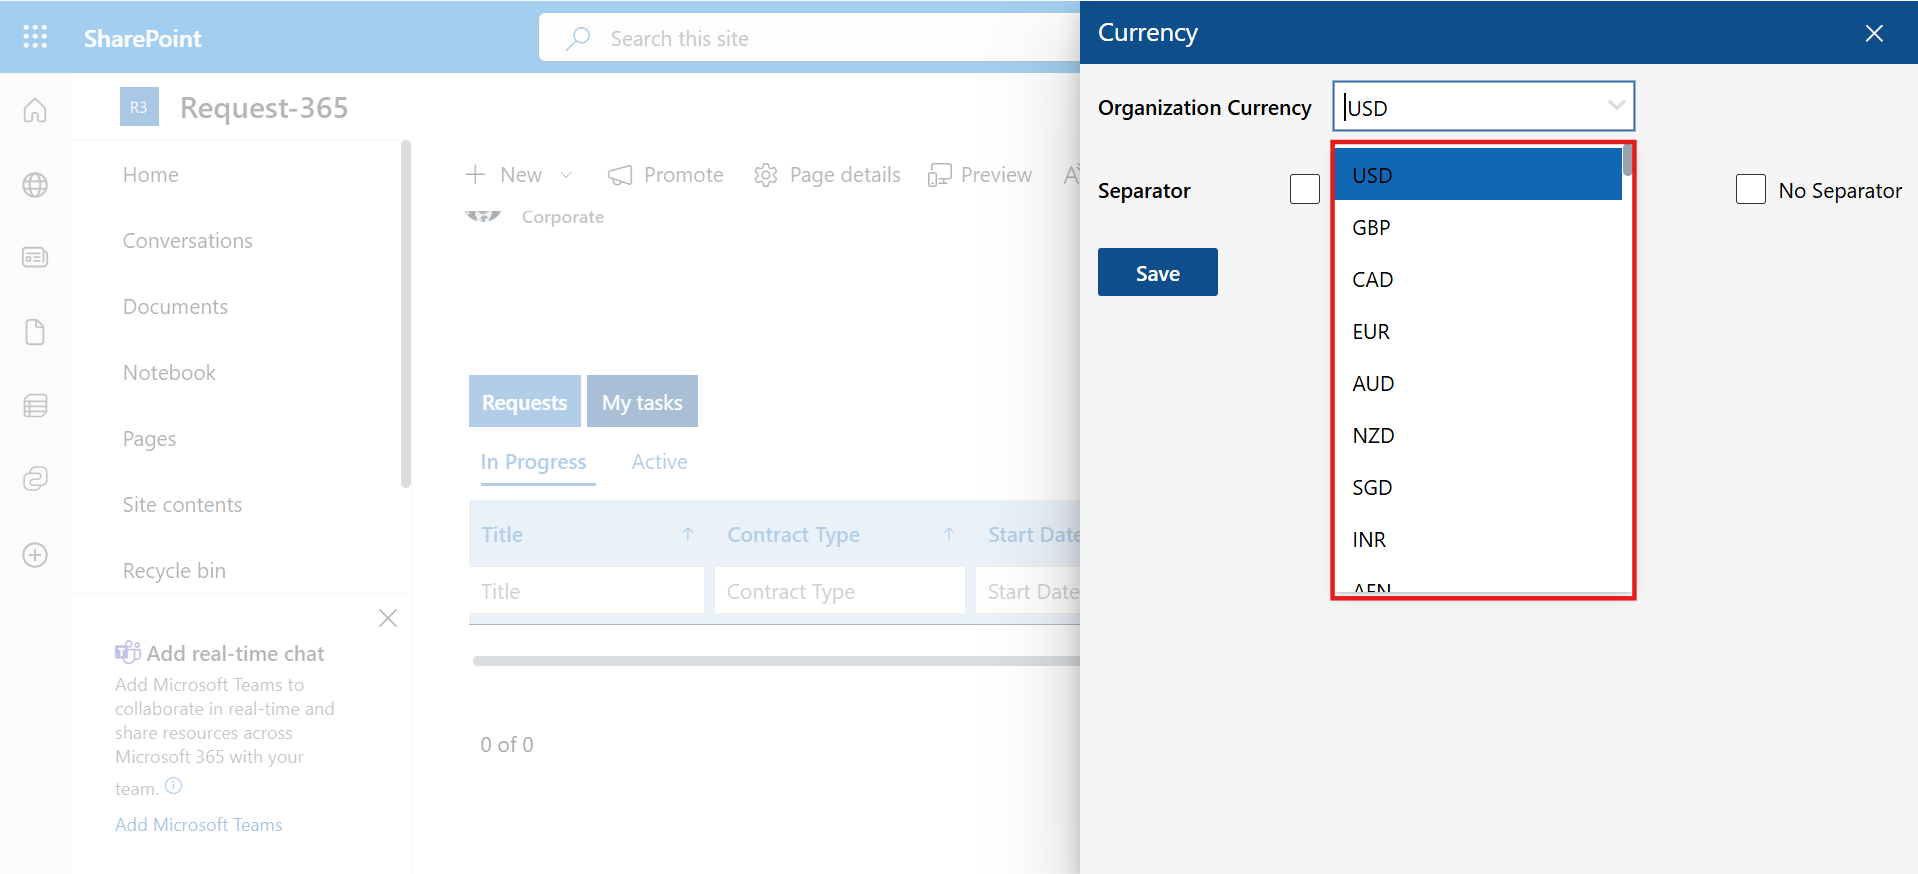 SharePoint
Search this site
R3
Request-365
Home
Conversations
Documents
Notebook
Pages
Site contents
Recycle bin
Add real-time chat
Add Microsoft Teams to
collaborate in real-time and
share resources across
Microsoft 365 with your
team.
Add Microsoft Teams
New
Promote
Page details
Preview
Corporate
Requests
My tasks
In Progress
Active
Title
Contract Type
Start Date
Title
Contract Type
Start Date
0 of 0
Currency
Organization Currency
USD
Separator
No Separator
Save
USD
GBP
CAD
EUR
AUD
NZD
SGD
INR
AFN